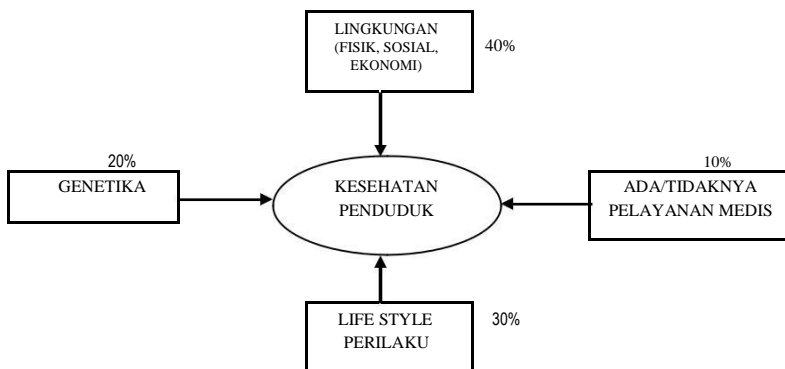 LINGKUNGAN
(FISIK, SOSIAL,
EKONOMI)
40%
20%
GENETIKA
KESEHATAN
PENDUDUK
10%
ADA/TIDAKNYA
PELAYANAN MEDIS
LIFE STYLE
PERILAKU
30%